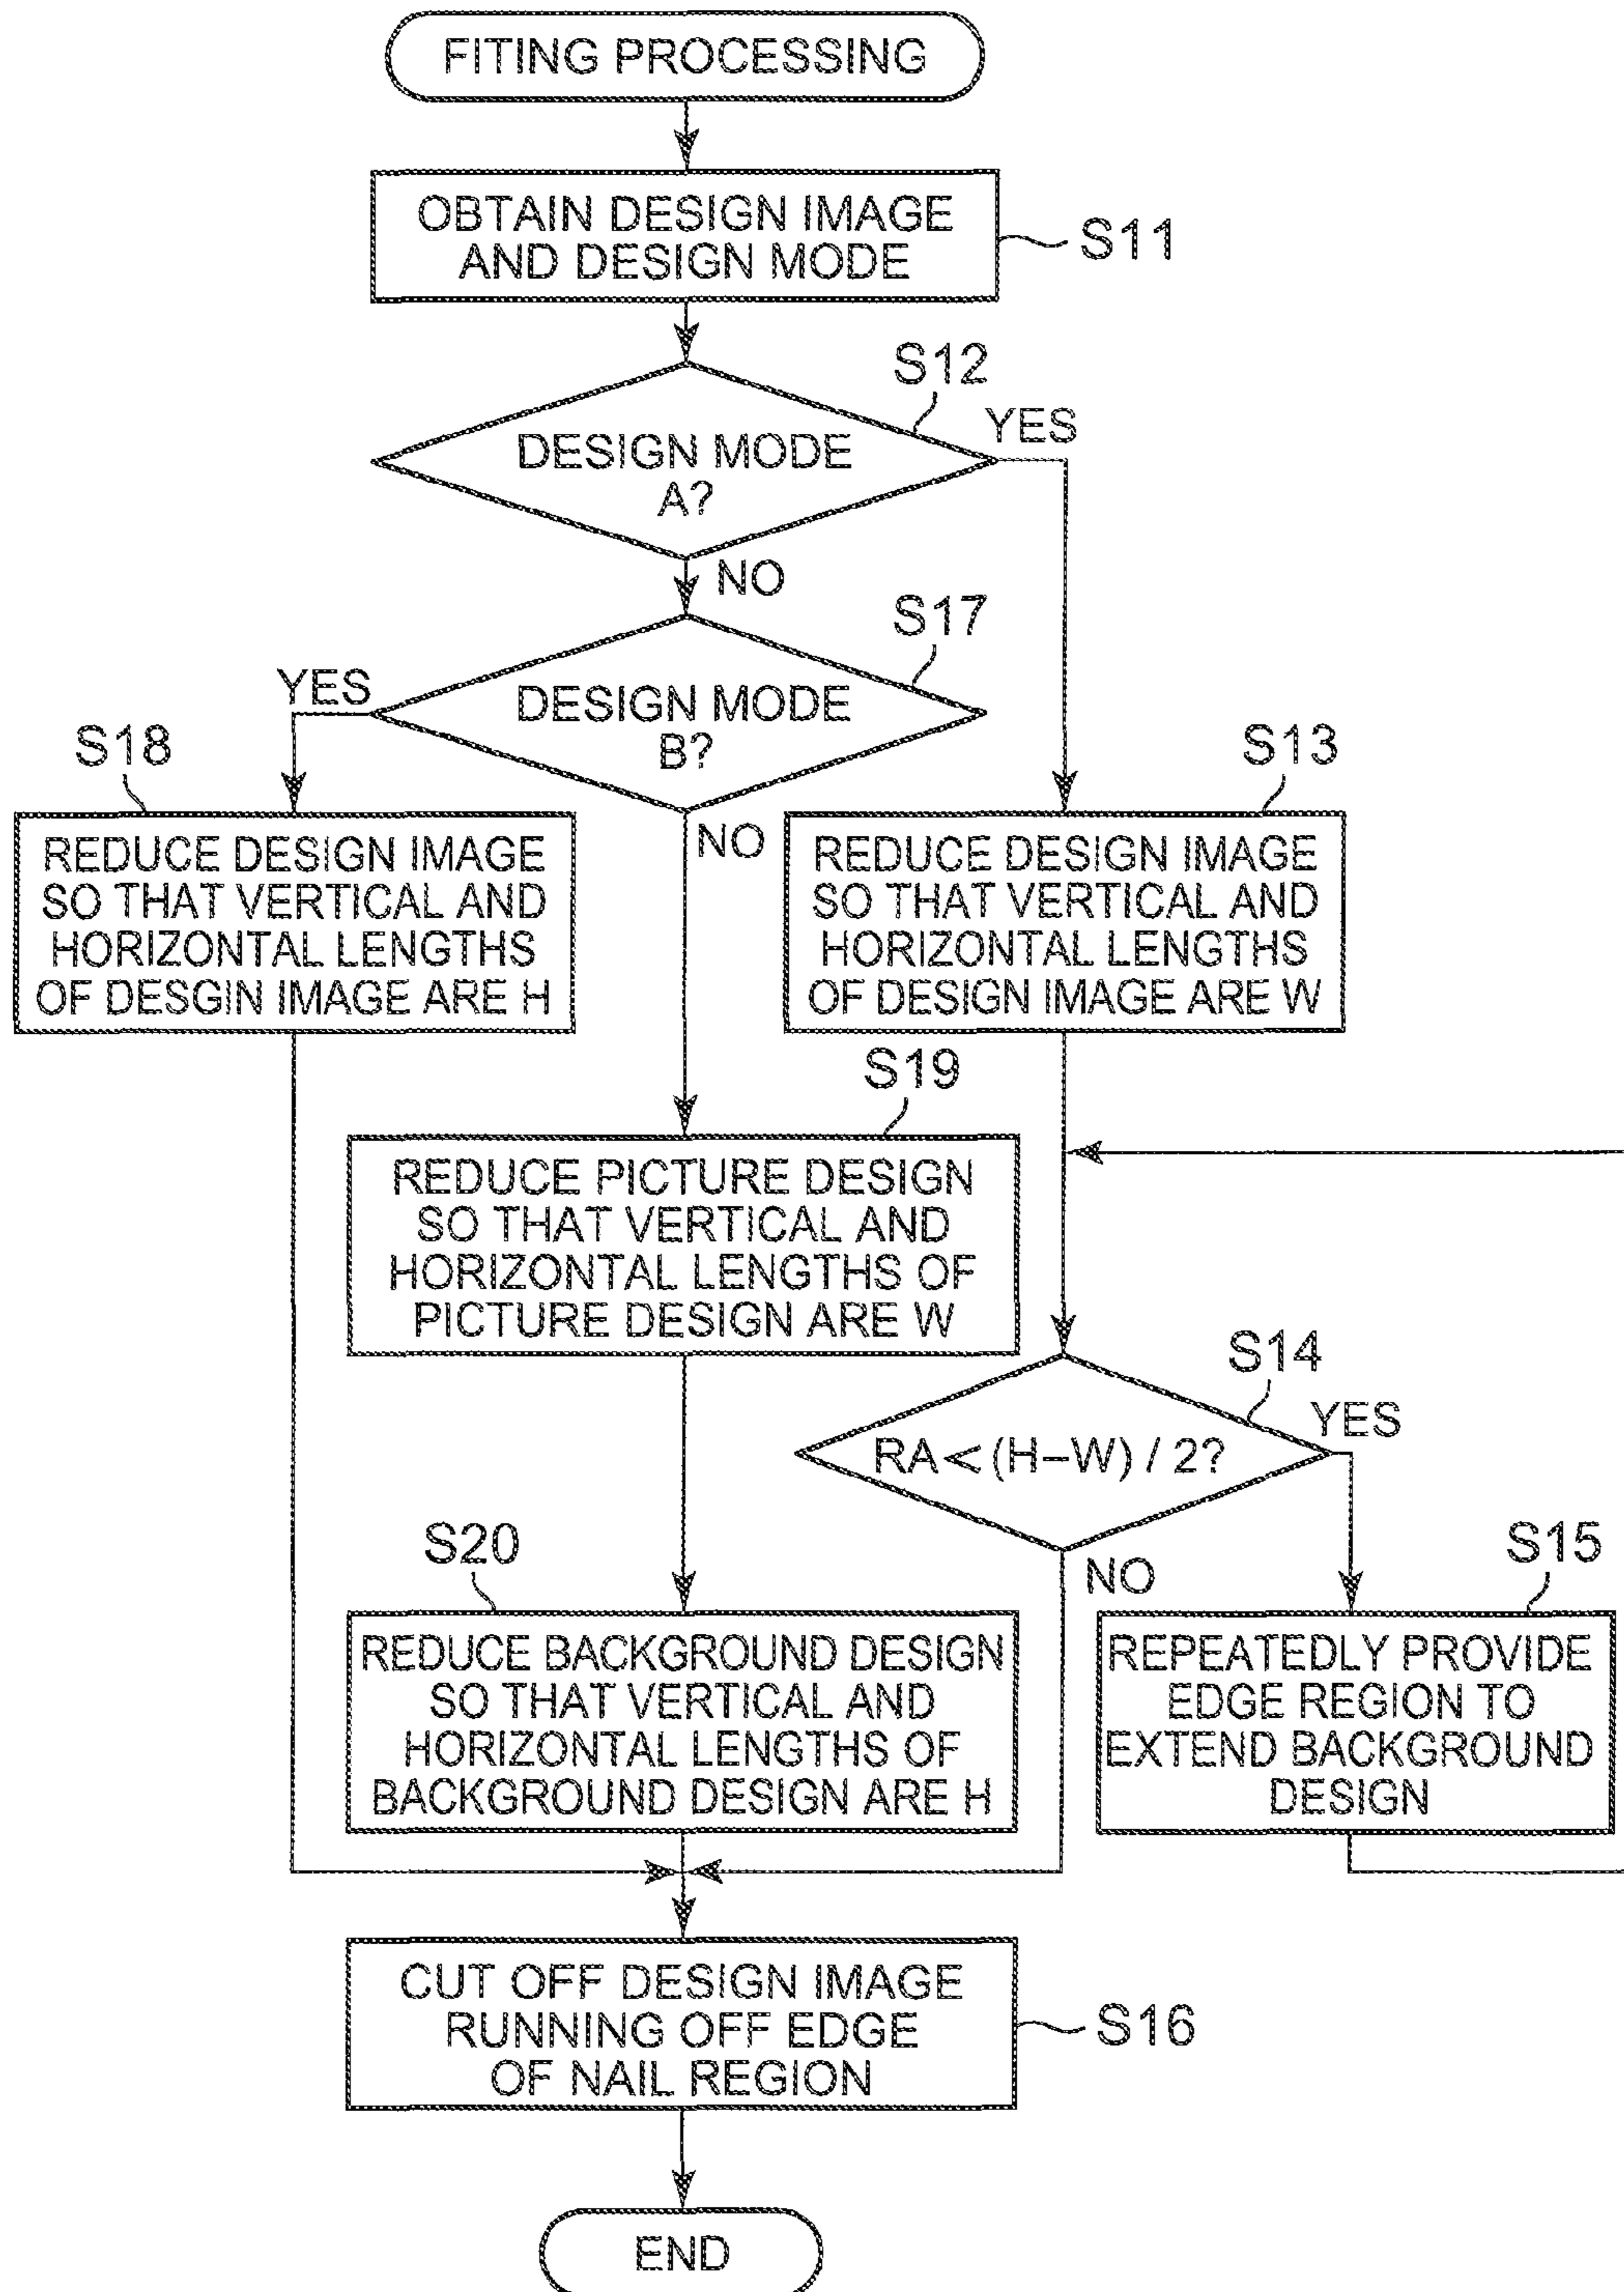 FITING PROCESSING
OBTAIN DESIGN IMAGE
AND DESIGN MODE
S11
S12
DESIGN MODE
A?
YES
NO
S17
DESIGN MODE
B?
YES
NO
S18
REDUCE DESIGN IMAGE
SO THAT VERTICAL AND
HORIZONTAL LENGTHS
OF DESGIN IMAGE ARE H
S13
REDUCE DESIGN IMAGE
SO THAT VERTICAL AND
HORIZONTAL LENGTHS
OF DESIGN IMAGE ARE W
S19
REDUCE PICTURE DESIGN
SO THAT VERTICAL AND
HORIZONTAL LENGTHS OF
PICTURE DESIGN ARE W
S14
RA<(H–W) / 2?
YES
NO
S20
REDUCE BACKGROUND DESIGN
SO THAT VERTICAL AND
HORIZONTAL LENGTHS OF
BACKGROUND DESIGN ARE H
S15
REPEATEDLY PROVIDE
EDGE REGION TO
EXTEND BACKGROUND
DESIGN
CUT OFF DESIGN IMAGE
RUNNING OFF EDGE
OF NAIL REGION
S16
END